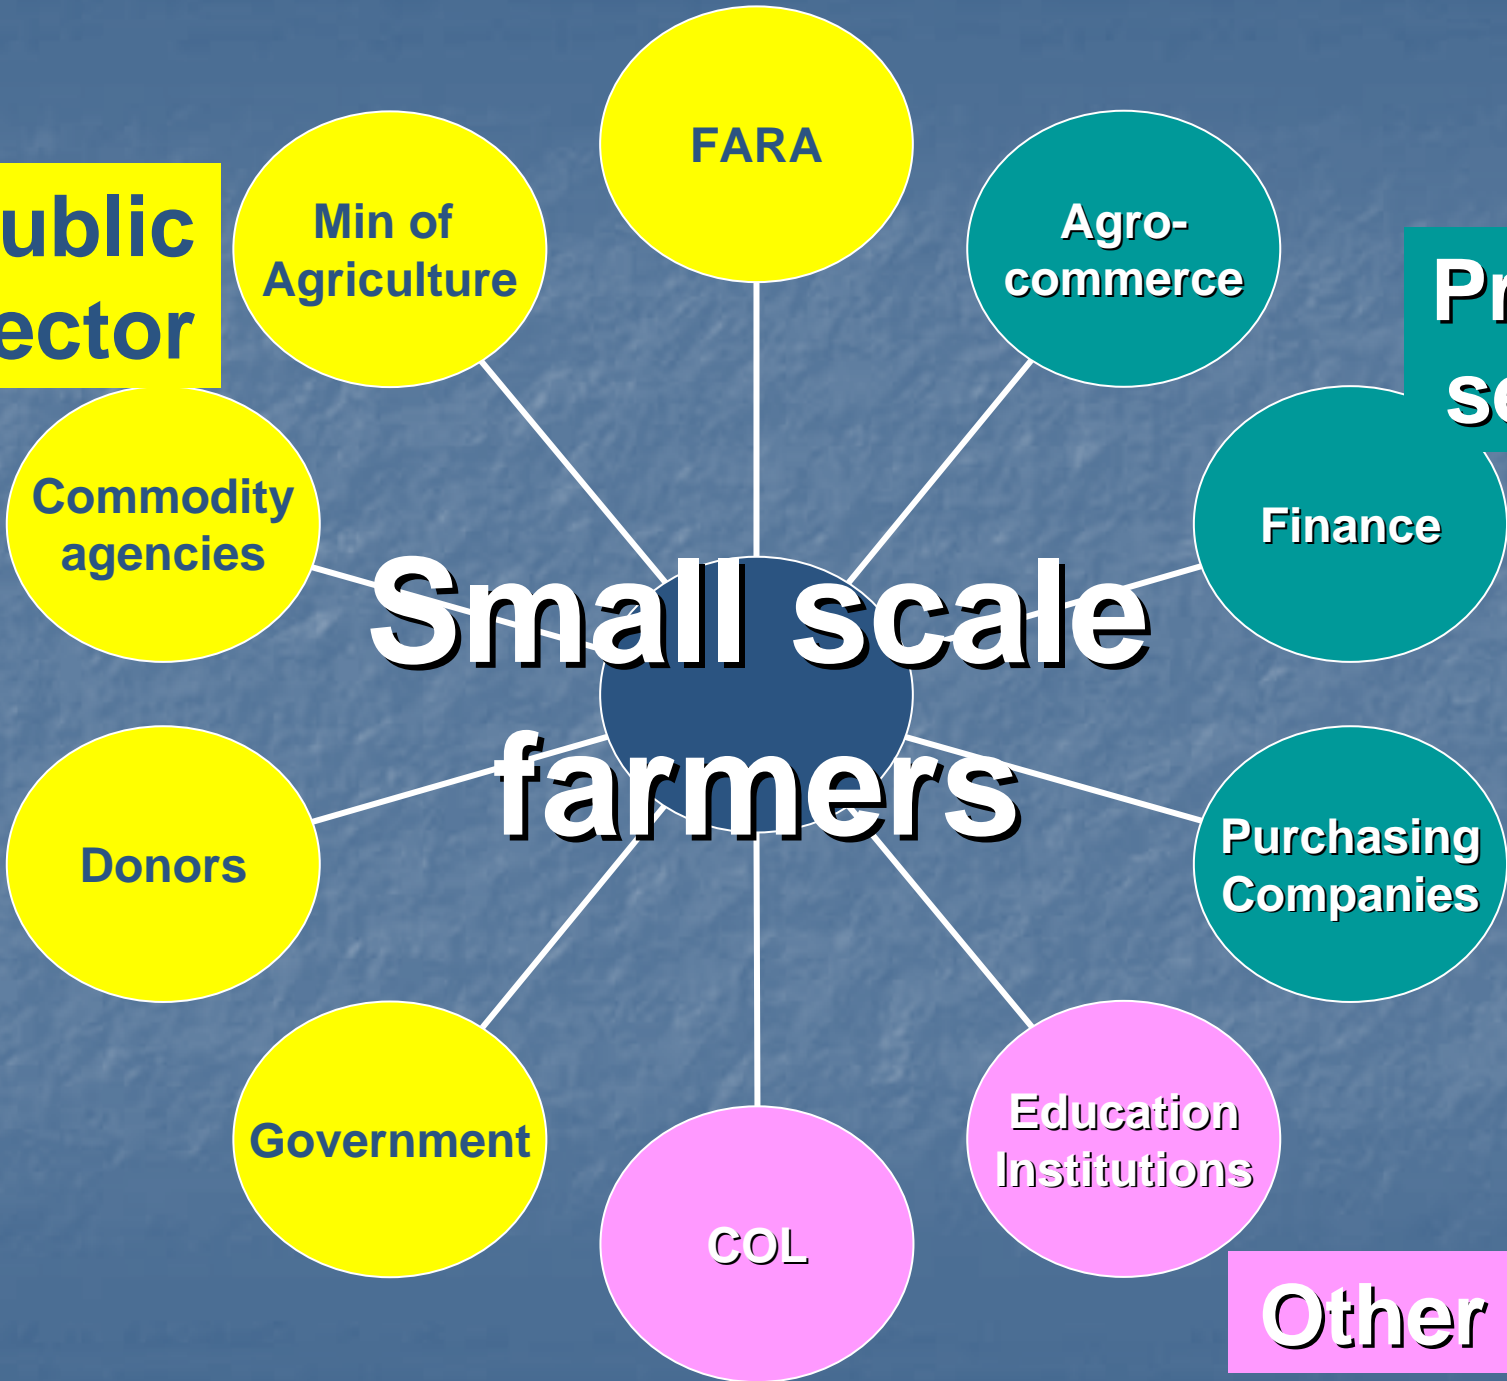 FARA
Min of
Agriculture
Agro-
commerce
ublic
ector
Pr
se
Commodity
agencies
Finance
Small scale
farmers
Donors
Purchasing
Companies
Government
Education
Institutions
COL
Other